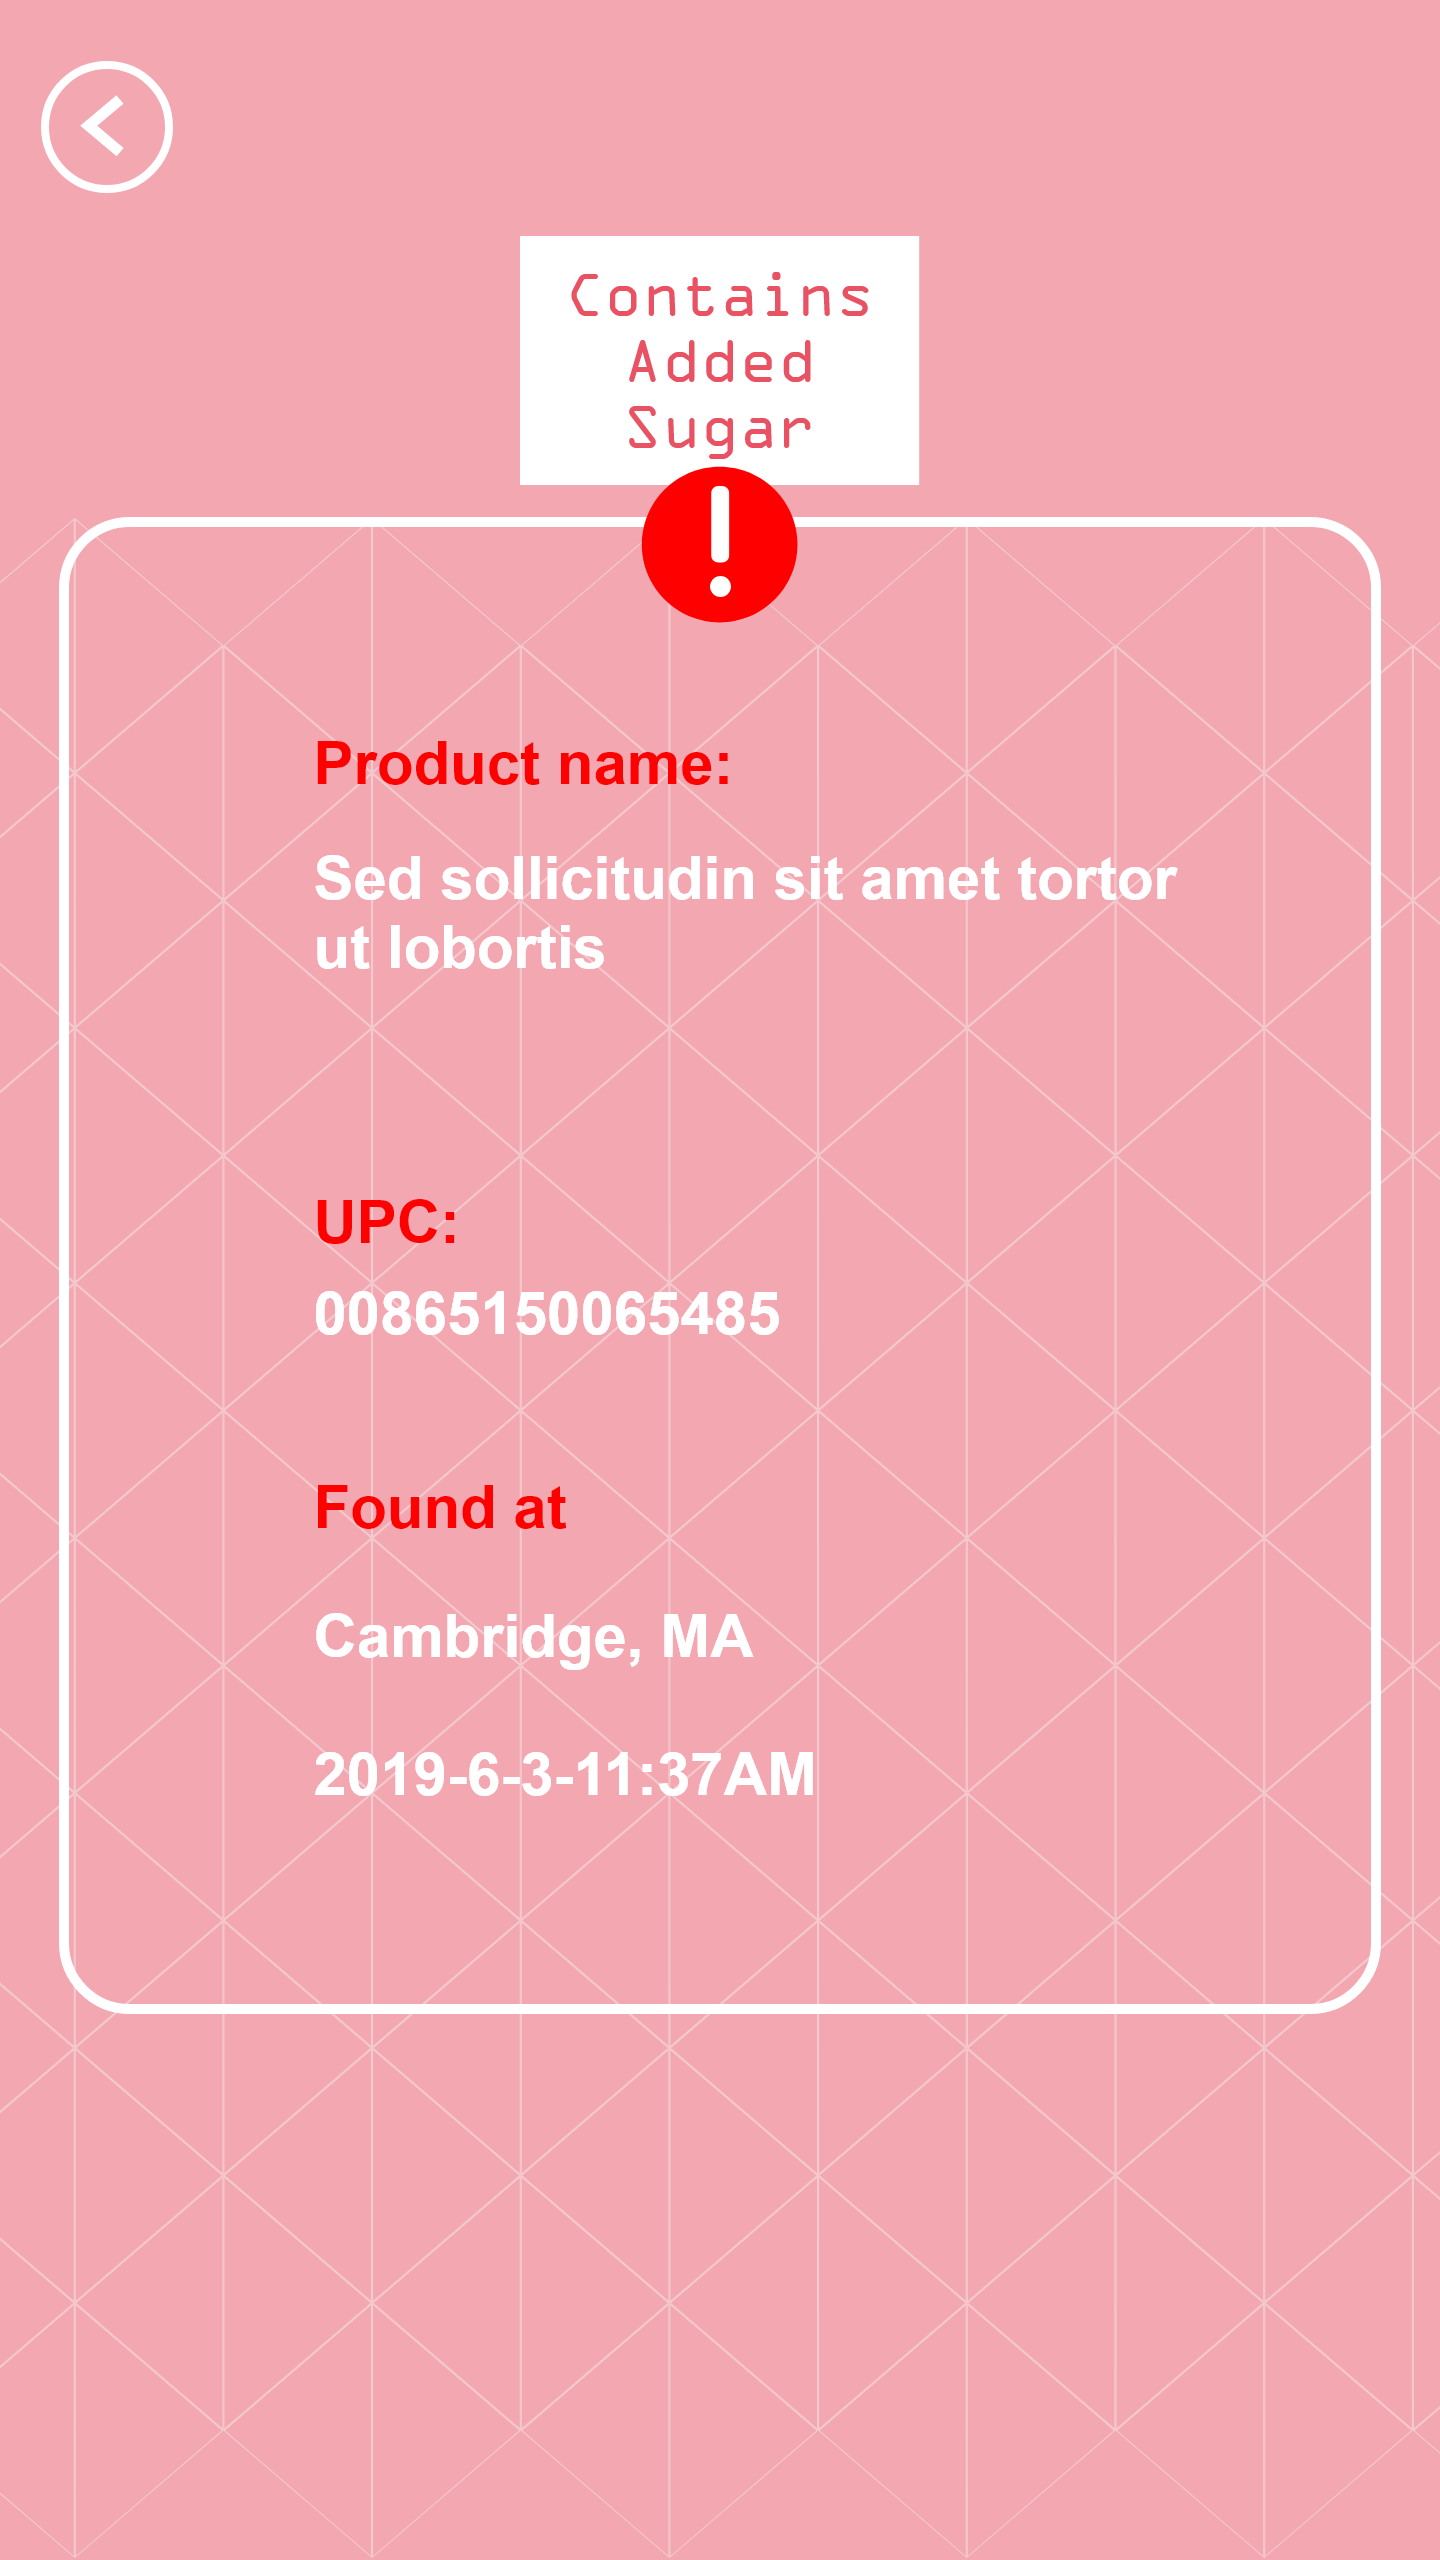 Contains
Added
Sugar
Product name:
Sed sollicitudin sit amet tortor
ut lobortis
UPC:
00865150065485
Found at
Cambridge, MA
2019-6-3-11:37AM